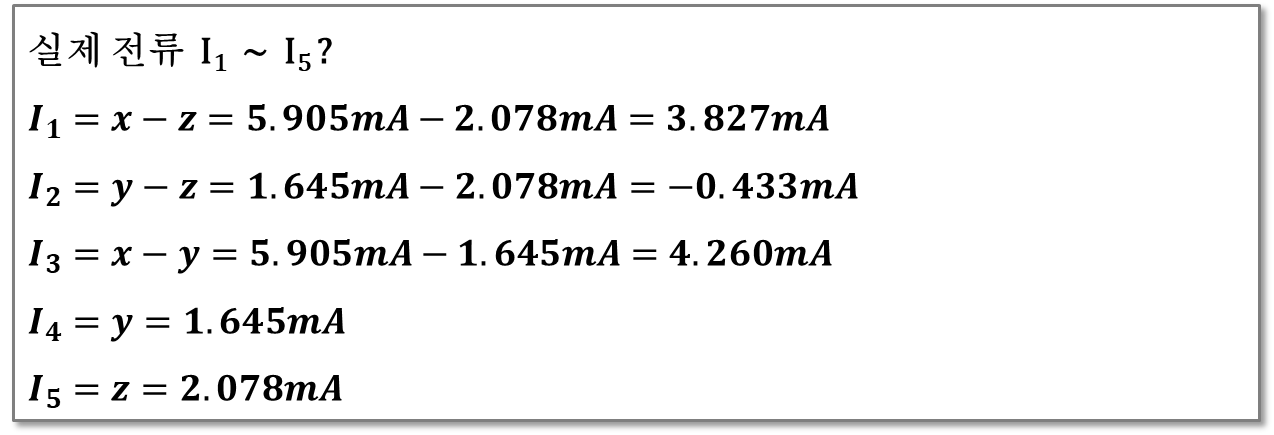 실제 전류 I₁ ~ I₅?
I₁ = x − z = 5.905mA − 2.078mA = 3.827mA
I₂ = y − z = 1.645mA − 2.078mA = −0.433mA
I₃ = x − y = 5.905mA − 1.645mA = 4.260mA
I₄ = y = 1.645mA
I₅ = z = 2.078mA